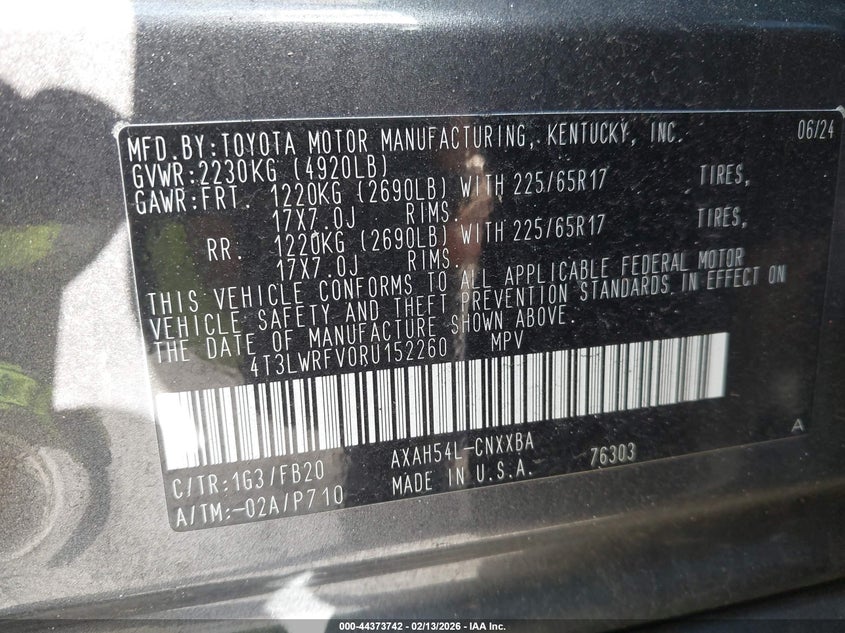 MFD.BY:TOYOTA MOTOR MANUFACTURING, KENTUCKY, INC. 06/24
GVWR:2230KG (4920LB)
GAWR:FRT. 1220KG (2690LB) WITH 225/65R17 TIRES,
17X7.0J RIMS.
RR. 1220KG (2690LB) WITH 225/65R17 TIRES,
17X7.0J RIMS.
THIS VEHICLE CONFORMS TO ALL APPLICABLE FEDERAL MOTOR
VEHICLE SAFETY AND THEFT PREVENTION STANDARDS IN EFFECT ON
THE DATE OF MANUFACTURE SHOWN ABOVE.
4T3LWRFV0RU152260 MPV
A
C/TR:1G3/FB20 AXAH54L-CNXXBA
A/TM:-02A/P710 MADE IN U.S.A. 76303
000-44373742 - 02/13/2026 - IAA Inc.